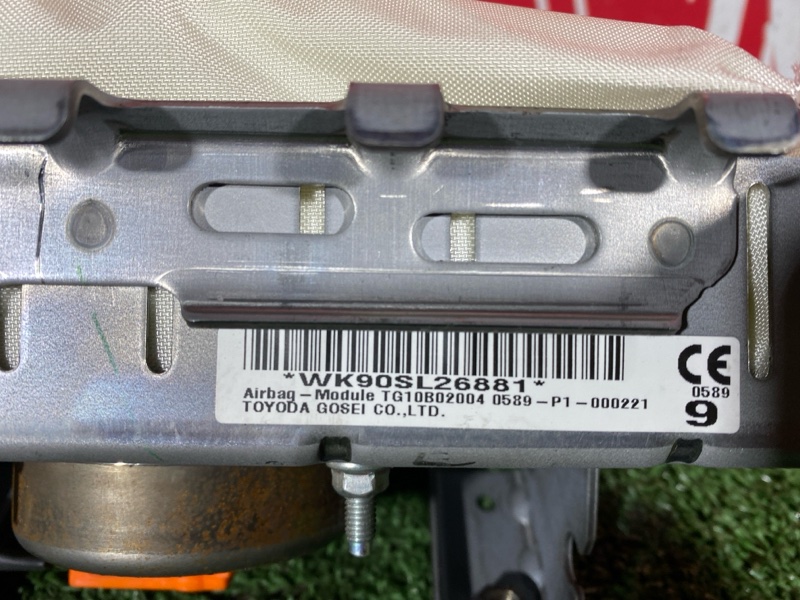 *WK90SL26881*
Airbag-Module TG10B02004 0589-P1-000221
TOYODA GOSEI CO.,LTD.
CE
0589
9